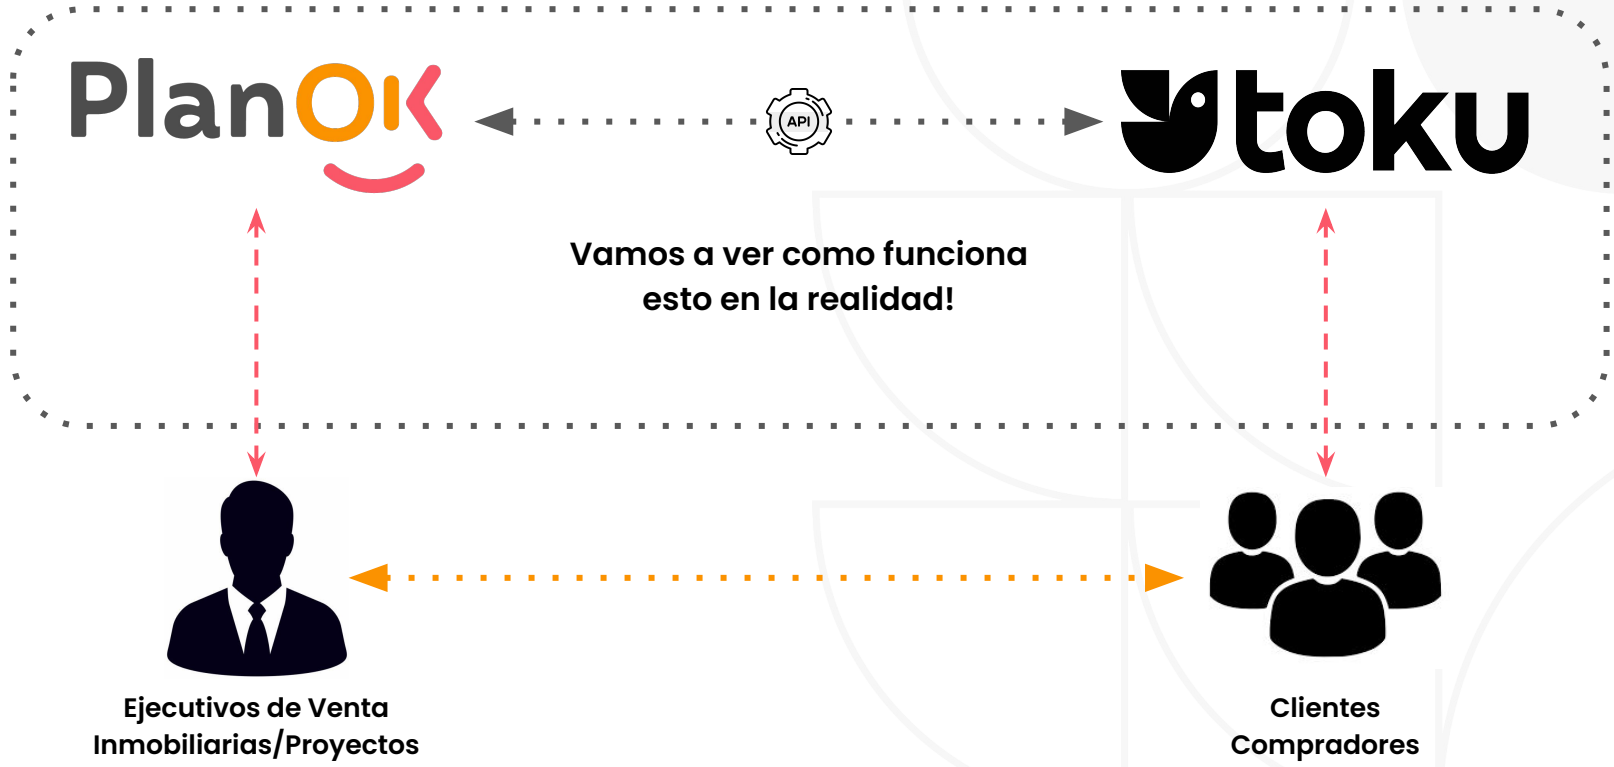 PlanOK
API
toku
Vamos a ver como funciona
esto en la realidad!
Ejecutivos de Venta
Inmobiliarias/Proyectos
Clientes
Compradores